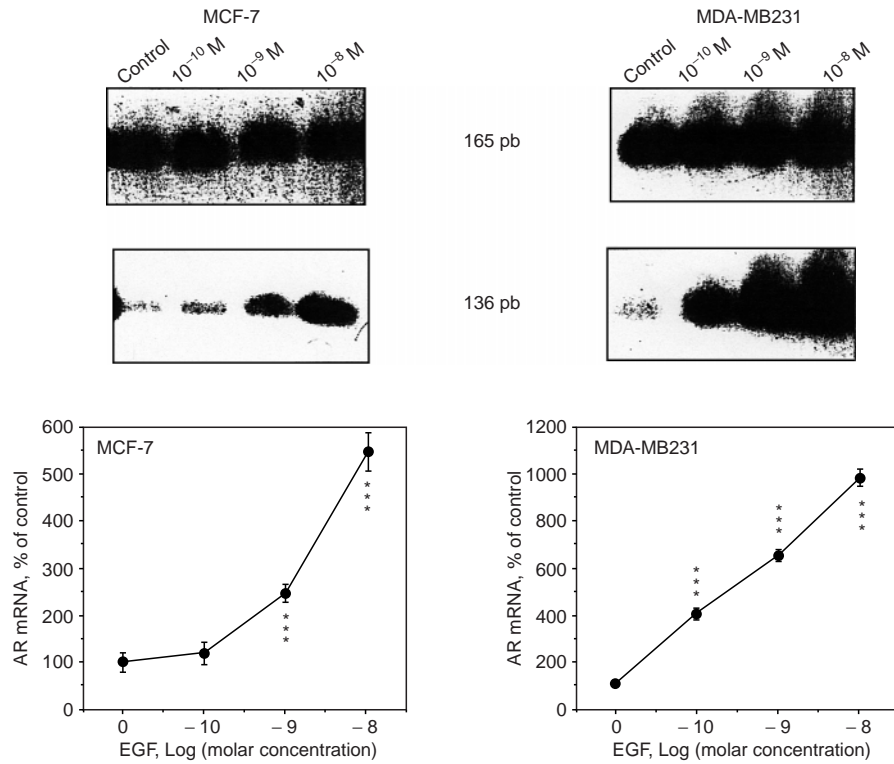 MCF-7
Control 10⁻¹⁰ M 10⁻⁹ M 10⁻⁸ M
MDA-MB231
Control 10⁻¹⁰ M 10⁻⁹ M 10⁻⁸ M
165 pb
136 pb
MCF-7
AR mRNA, % of control
600
500
400
300
200
100
0
***
***
0 – 10 – 9 – 8
EGF, Log (molar concentration)
MDA-MB231
AR mRNA, % of control
1200
1000
800
600
400
200
0
***
***
***
0 – 10 – 9 – 8
EGF, Log (molar concentration)